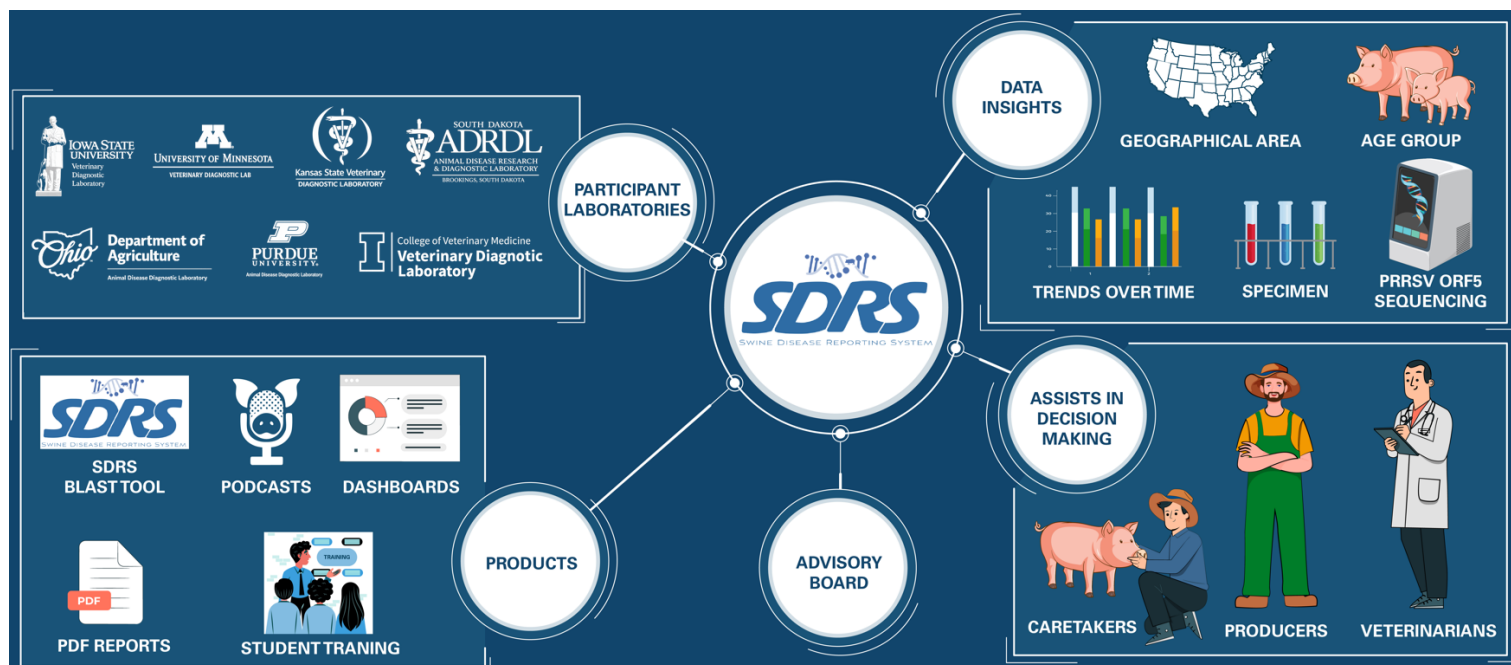 IOWA STATE
UNIVERSITY
Veterinary
Diagnostic
Laboratory
M
UNIVERSITY OF MINNESOTA
VETERINARY DIAGNOSTIC LAB
Kansas State Veterinary
DIAGNOSTIC LABORATORY
SOUTH DAKOTA
ADRDL
ANIMAL DISEASE RESEARCH
& DIAGNOSTIC LABORATORY
BROOKINGS, SOUTH DAKOTA
Ohio
Department of
Agriculture
Animal Disease Diagnostic Laboratory
P
PURDUE
UNIVERSITY®
Animal Disease Diagnostic Laboratory
I
College of Veterinary Medicine
Veterinary Diagnotic
Laboratory
PARTICIPANT
LABORATORIES
DATA
INSIGHTS
GEOGRAPHICAL AREA
AGE GROUP
TRENDS OVER TIME
SPECIMEN
PRRSV ORF5
SEQUENCING
SDRS
SWINE DISEASE REPORTING SYSTEM
SDRS
SWINE DISEASE REPORTING SYSTEM
SDRS
BLAST TOOL
PODCASTS
DASHBOARDS
PDF
PDF REPORTS
TRAINING
STUDENT TRANING
PRODUCTS
ADVISORY
BOARD
ASSISTS IN
DECISION
MAKING
CARETAKERS
PRODUCERS
VETERINARIANS